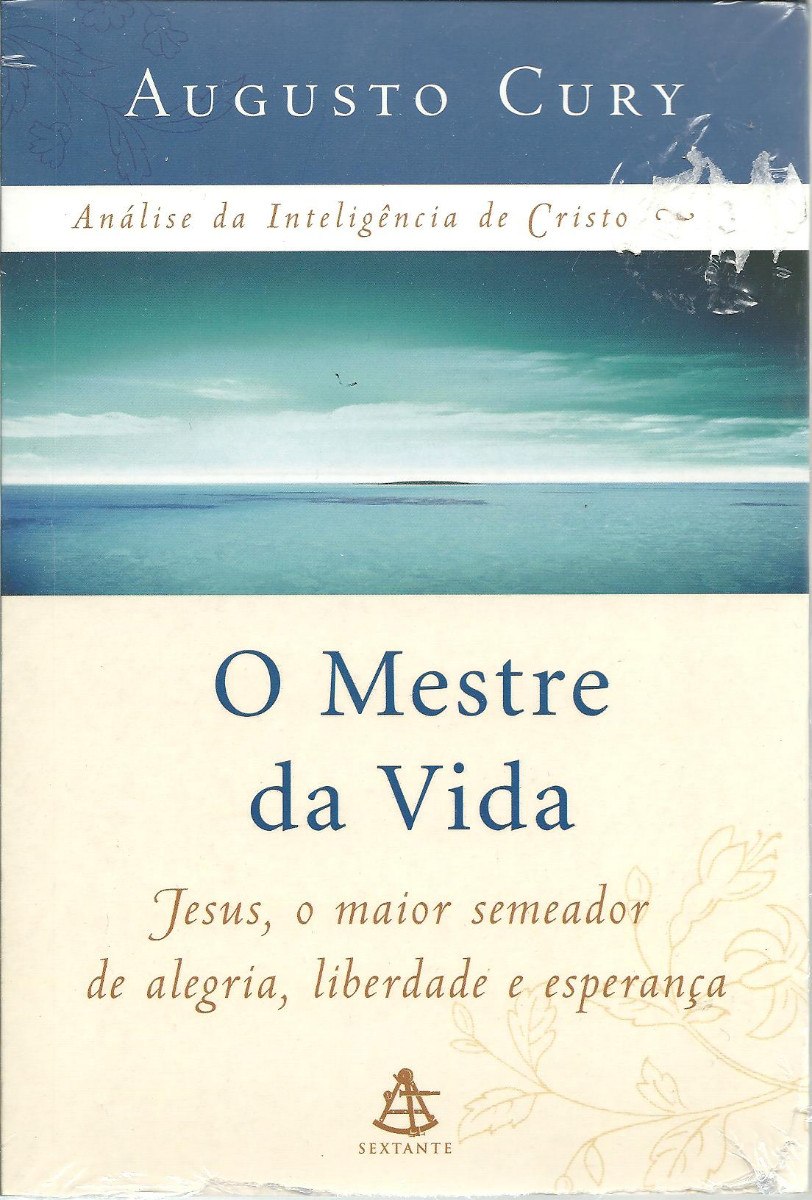 AUGUSTO CURY
Análise da Inteligência de Cristo
O Mestre
da Vida
Jesus, o maior semeador
de alegria, liberdade e esperança
SEXTANTE